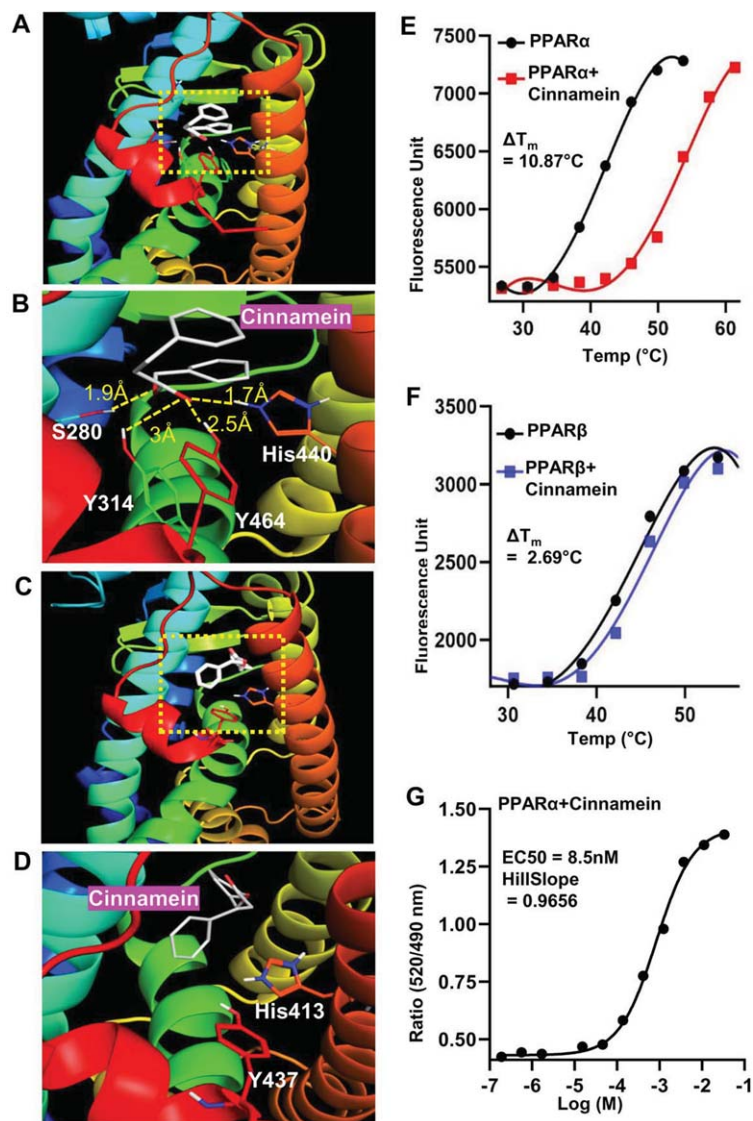 A
B
Cinnamein
1.9Å
1.7Å
S280
3Å
2.5Å
His440
Y314
Y464
C
D
Cinnamein
His413
Y437
E
7500
7000
6500
6000
5500
Fluorescence Unit
PPARα
PPARα+
Cinnamein
ΔTm
= 10.87°C
30 40 50 60
Temp (°C)
F
3500
3000
2500
2000
Fluorescence Unit
PPARβ
PPARβ+
Cinnamein
ΔTm
= 2.69°C
30 40 50
Temp (°C)
G
PPARα+Cinnamein
1.50
1.25
1.00
0.75
0.50
Ratio (520/490 nm)
EC50 = 8.5nM
HillSlope
= 0.9656
-7 -6 -5 -4 -3 -2 -1
Log (M)